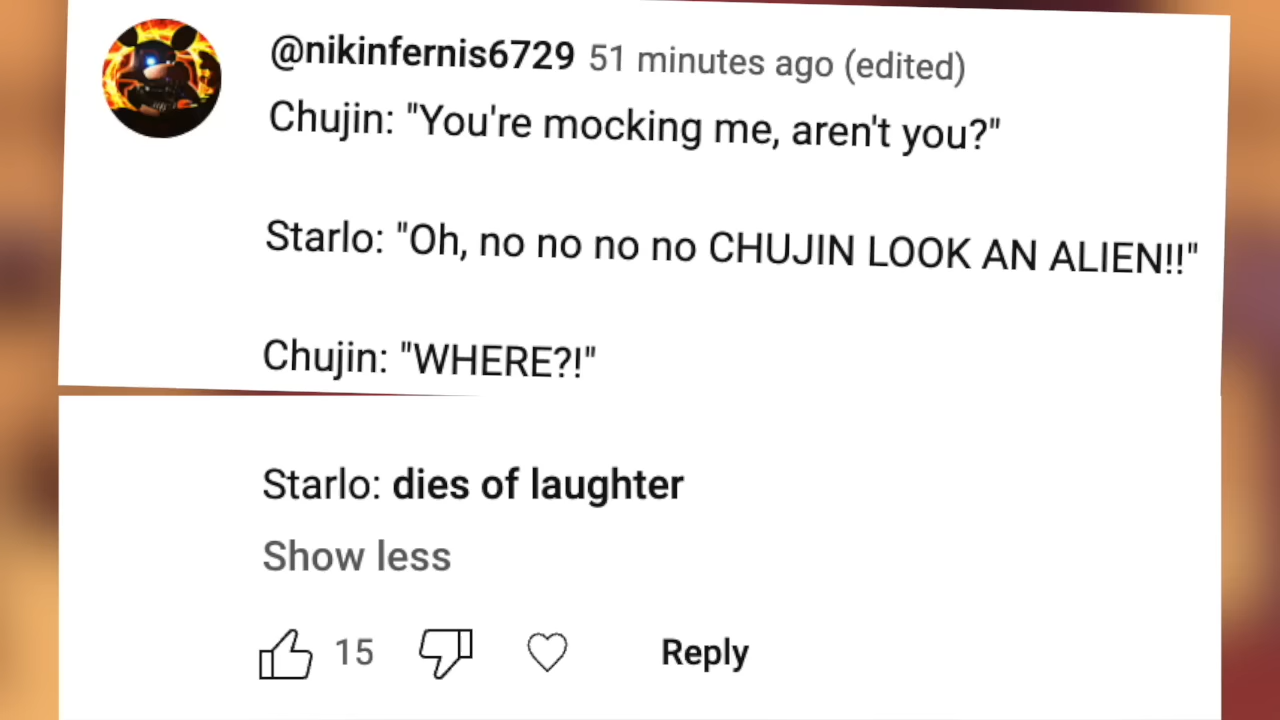 @nikinfernis6729 51 minutes ago (edited)
Chujin: "You're mocking me, aren't you?"
Starlo: "Oh, no no no no CHUJIN LOOK AN ALIEN!!"
Chujin: "WHERE?!"
Starlo: dies of laughter
Show less
15 Reply